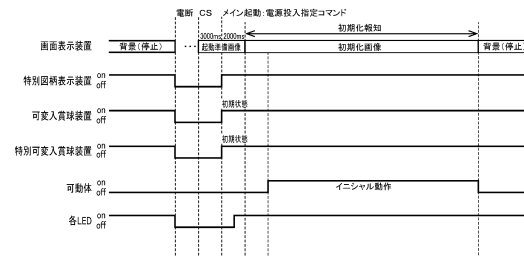 電断 CS メイン起動:電源投入指定コマンド
3000ms 2000ms 初期化報知
画面表示装置 背景(停止) ・・・ 起動準備画像 初期化画像 背景(停止)
特別図柄表示装置 on
off
初期状態
可変入賞球装置 on
off
初期状態
特別可変入賞球装置 on
off
可動体 on
off イニシャル動作
各LED on
off